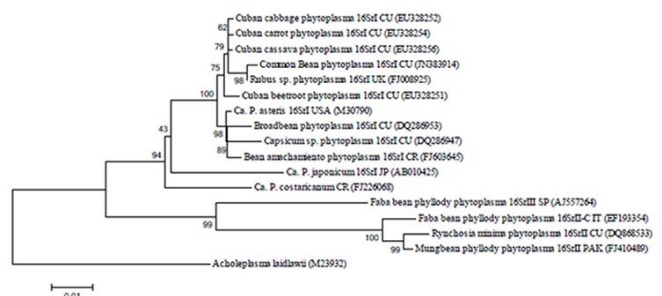 Cuban cabbage phytoplasma 16SrI CU (EU328252)
62
Cuban carrot phytoplasma 16SrI CU (EU328254)
79
Cuban cassava phytoplasma 16SrI CU (EU328256)
75
Common Bean phytoplasma 16SrI CU (JN383914)
98
Rubus sp. phytoplasma 16SrI UK (FJ008925)
100
Cuban beetroot phytoplasma 16SrI CU (EU328251)
Ca. P. asteris 16SrI USA (M30790)
43
Broadbean phytoplasma 16SrI CU (DQ286953)
98
Capsicum sp. phytoplasma 16SrI CU (DQ286947)
94
89
Bean amachamiento phytoplasma 16SrI CR (FJ603645)
Ca. P. japonicum 16SrI JP (AB010425)
Ca. P. costaricanum CR (FJ226068)
Faba bean phyllody phytoplasma 16SrIII SP (AJ557264)
99
Faba bean phyllody phytoplasma 16SrII-C IT (EF193354)
100
Rynchosia minima phytoplasma 16SrII CU (DQ868533)
99
Mungbean phyllody phytoplasma 16SrII PAK (FJ410489)
Acholeplasma laidlawii (M23932)
0.01